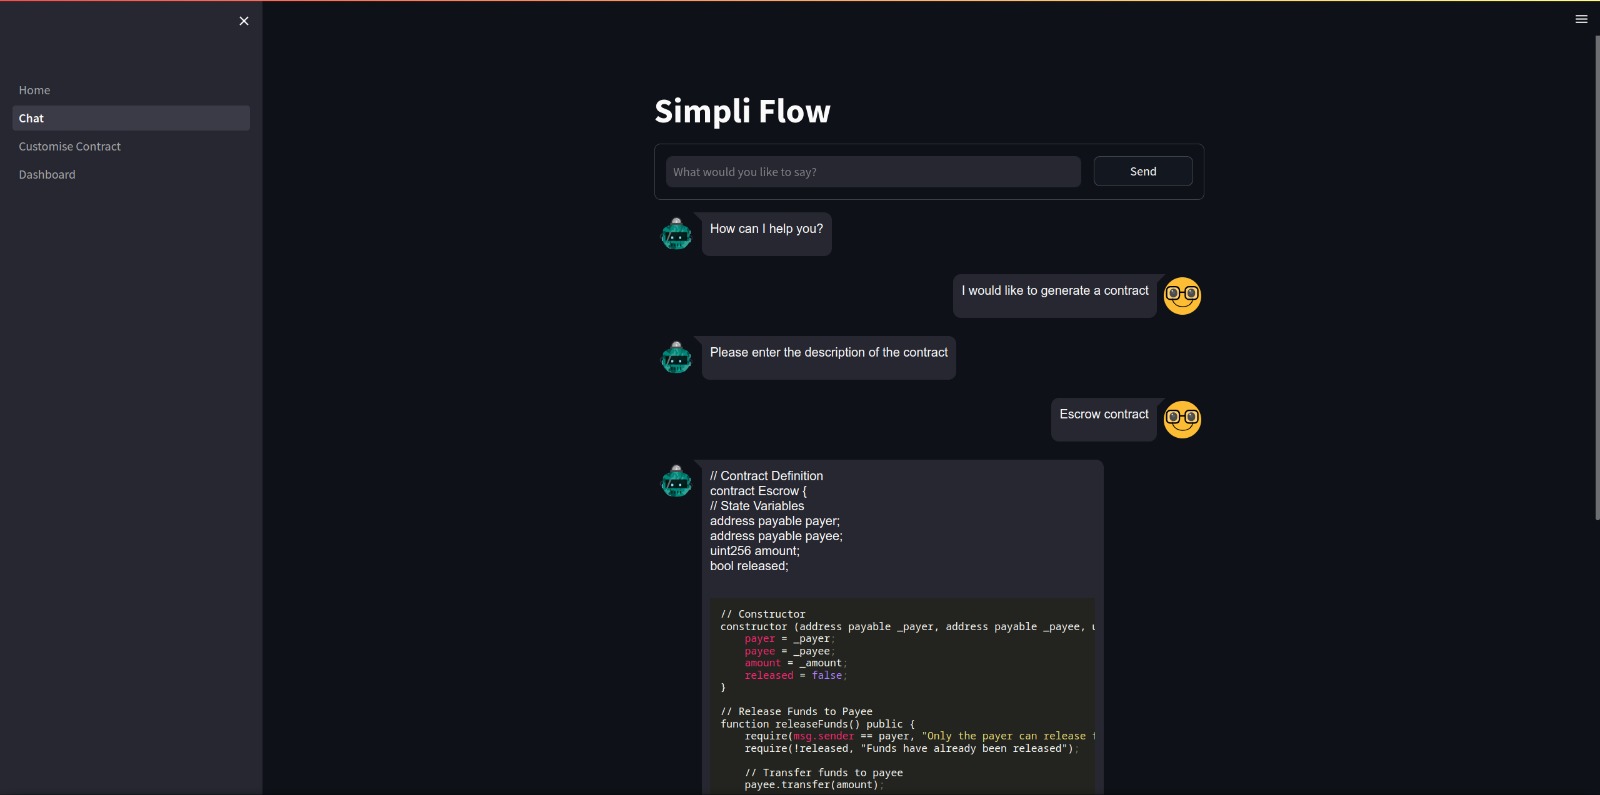 Home
Chat
Customise Contract
Dashboard
Simpli Flow
What would you like to say?
Send
How can I help you?
I would like to generate a contract
Please enter the description of the contract
Escrow contract
// Contract Definition
contract Escrow {
// State Variables
address payable payer;
address payable payee;
uint256 amount;
bool released;
// Constructor
constructor (address payable _payer, address payable _payee, u
payer = _payer;
payee = _payee;
amount = _amount;
released = false;
}
// Release Funds to Payee
function releaseFunds() public {
require(msg.sender == payer, "Only the payer can release
require(!released, "Funds have already been released");
// Transfer funds to payee
payee.transfer(amount);